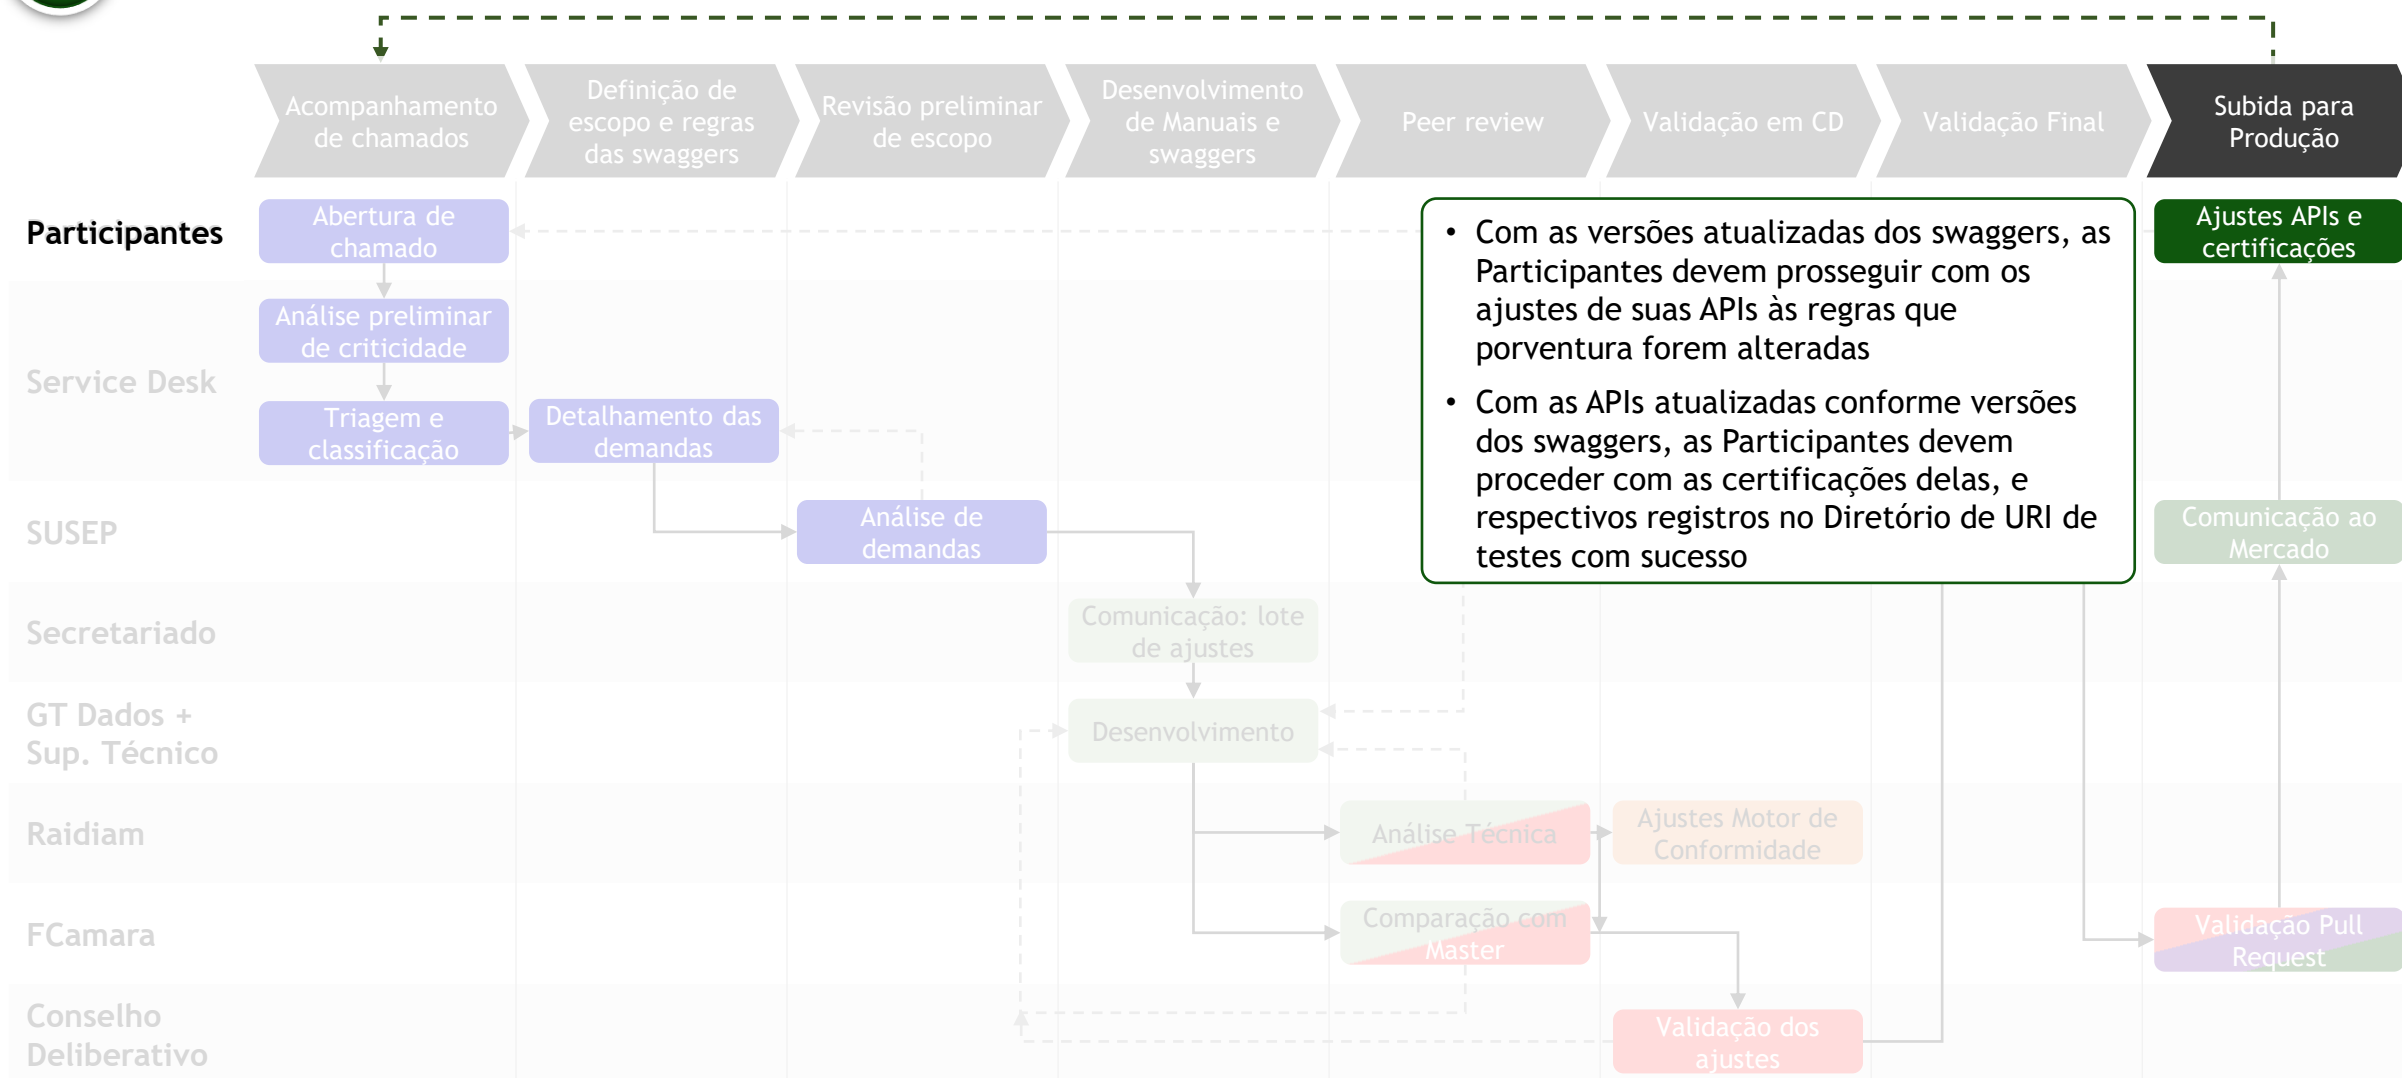 Acompanhamento
de chamados
Definição de
escopo e regras
das swaggers
Revisão preliminar
de escopo
Desenvolvimento
de Manuais e
swaggers
Peer review
Validação em CD
Validação Final
Subida para
Produção
Participantes
Abertura de
chamado
• Com as versões atualizadas dos swaggers, as
Participantes devem prosseguir com os
ajustes de suas APIs às regras que
porventura forem alteradas
• Com as APIs atualizadas conforme versões
dos swaggers, as Participantes devem
proceder com as certificações delas, e
respectivos registros no Diretório de URI de
testes com sucesso
Ajustes APIs e
certificações
Service Desk
Análise preliminar
de criticidade
Triagem e
classificação
Detalhamento das
demandas
SUSEP
Análise de
demandas
Comunicação ao
Mercado
Secretariado
Comunicação: lote
de ajustes
GT Dados +
Sup. Técnico
Desenvolvimento
Raidiam
Análise Técnica
Ajustes Motor de
Conformidade
FCamara
Comparação com
Master
Validação Pull
Request
Conselho
Deliberativo
Validação dos
ajustes